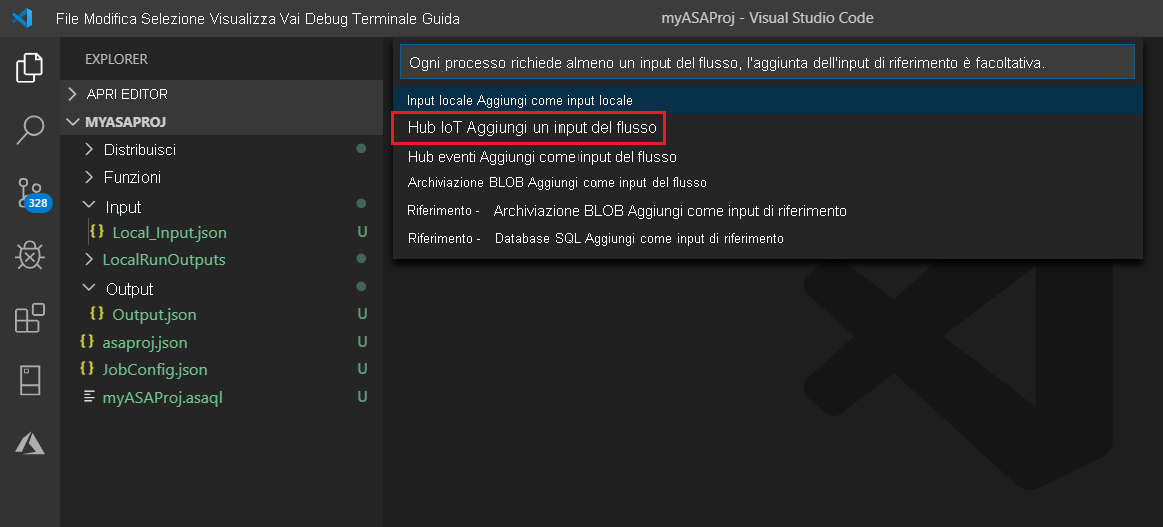 File Modifica Selezione Visualizza Vai Debug Terminale Guida
myASAProj - Visual Studio Code
EXPLORER
APRI EDITOR
MYASAPROJ
Distribuisci
Funzioni
Input
{} Local_Input.json U
LocalRunOutputs
Output
{} Output.json U
{} asaproj.json U
{} JobConfig.json U
myASAProj.asaql U
328
Ogni processo richiede almeno un input del flusso, l'aggiunta dell'input di riferimento è facoltativa.
Input locale Aggiungi come input locale
Hub IoT Aggiungi un input del flusso
Hub eventi Aggiungi come input del flusso
Archiviazione BLOB Aggiungi come input del flusso
Riferimento - Archiviazione BLOB Aggiungi come input di riferimento
Riferimento - Database SQL Aggiungi come input di riferimento